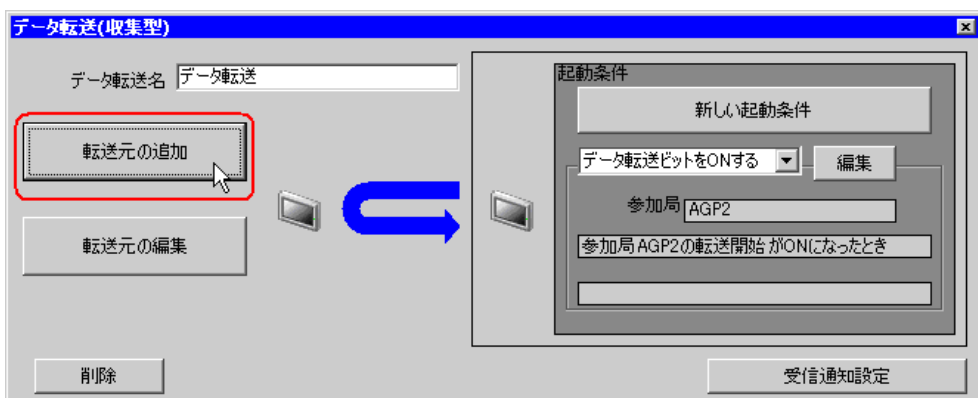 データ転送(収集型)
データ転送名 データ転送
転送元の追加
転送元の編集
起動条件
新しい起動条件
データ転送ビットをONする 編集
参加局 AGP2
参加局 AGP2の転送開始 がONになったとき
削除
受信通知設定